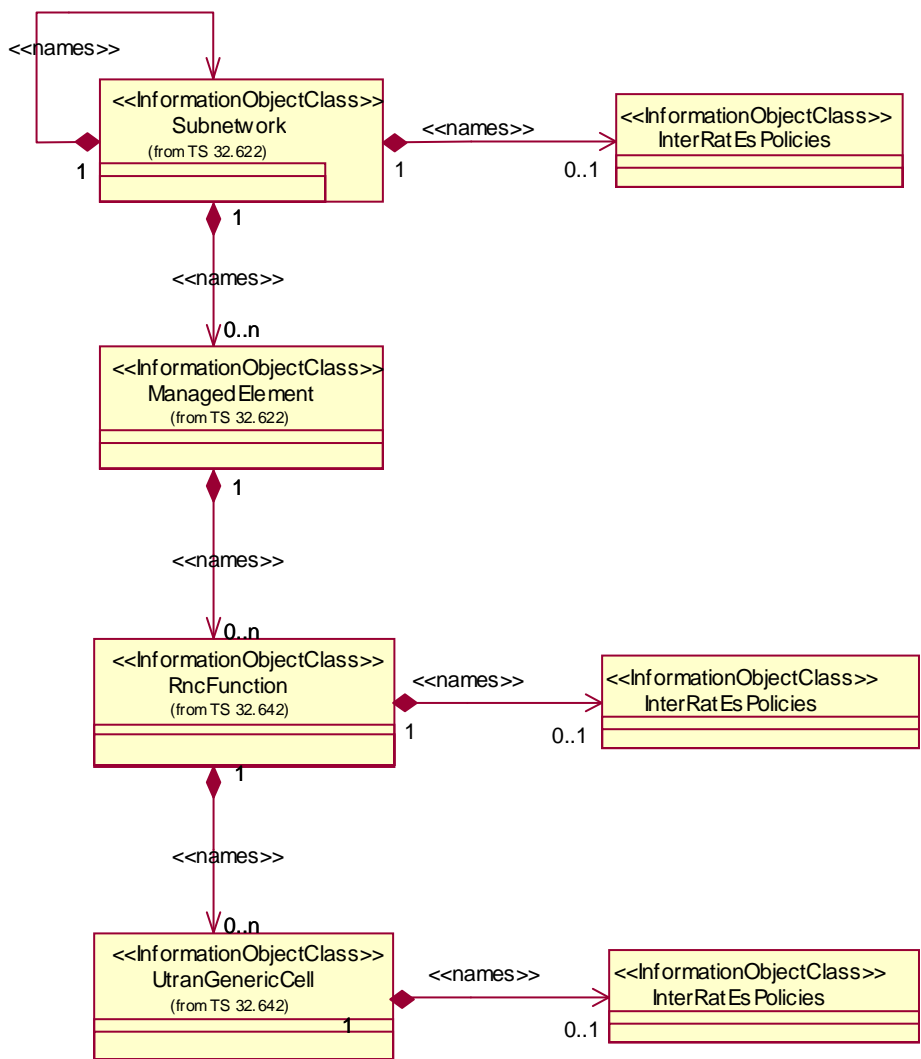 <<names>>
<<InformationObjectClass>>
Subnetwork
(from TS 32.622)
1
1
<<names>>
0..1
<<InformationObjectClass>>
InterRatEsPolicies
1
<<names>>
0..n
<<InformationObjectClass>>
ManagedElement
(from TS 32.622)
1
<<names>>
0..n
<<InformationObjectClass>>
RncFunction
(from TS 32.642)
<<names>>
1
0..1
<<InformationObjectClass>>
InterRatEsPolicies
1
<<names>>
0..n
<<InformationObjectClass>>
UtranGenericCell
(from TS 32.642)
1
<<names>>
0..1
<<InformationObjectClass>>
InterRatEsPolicies